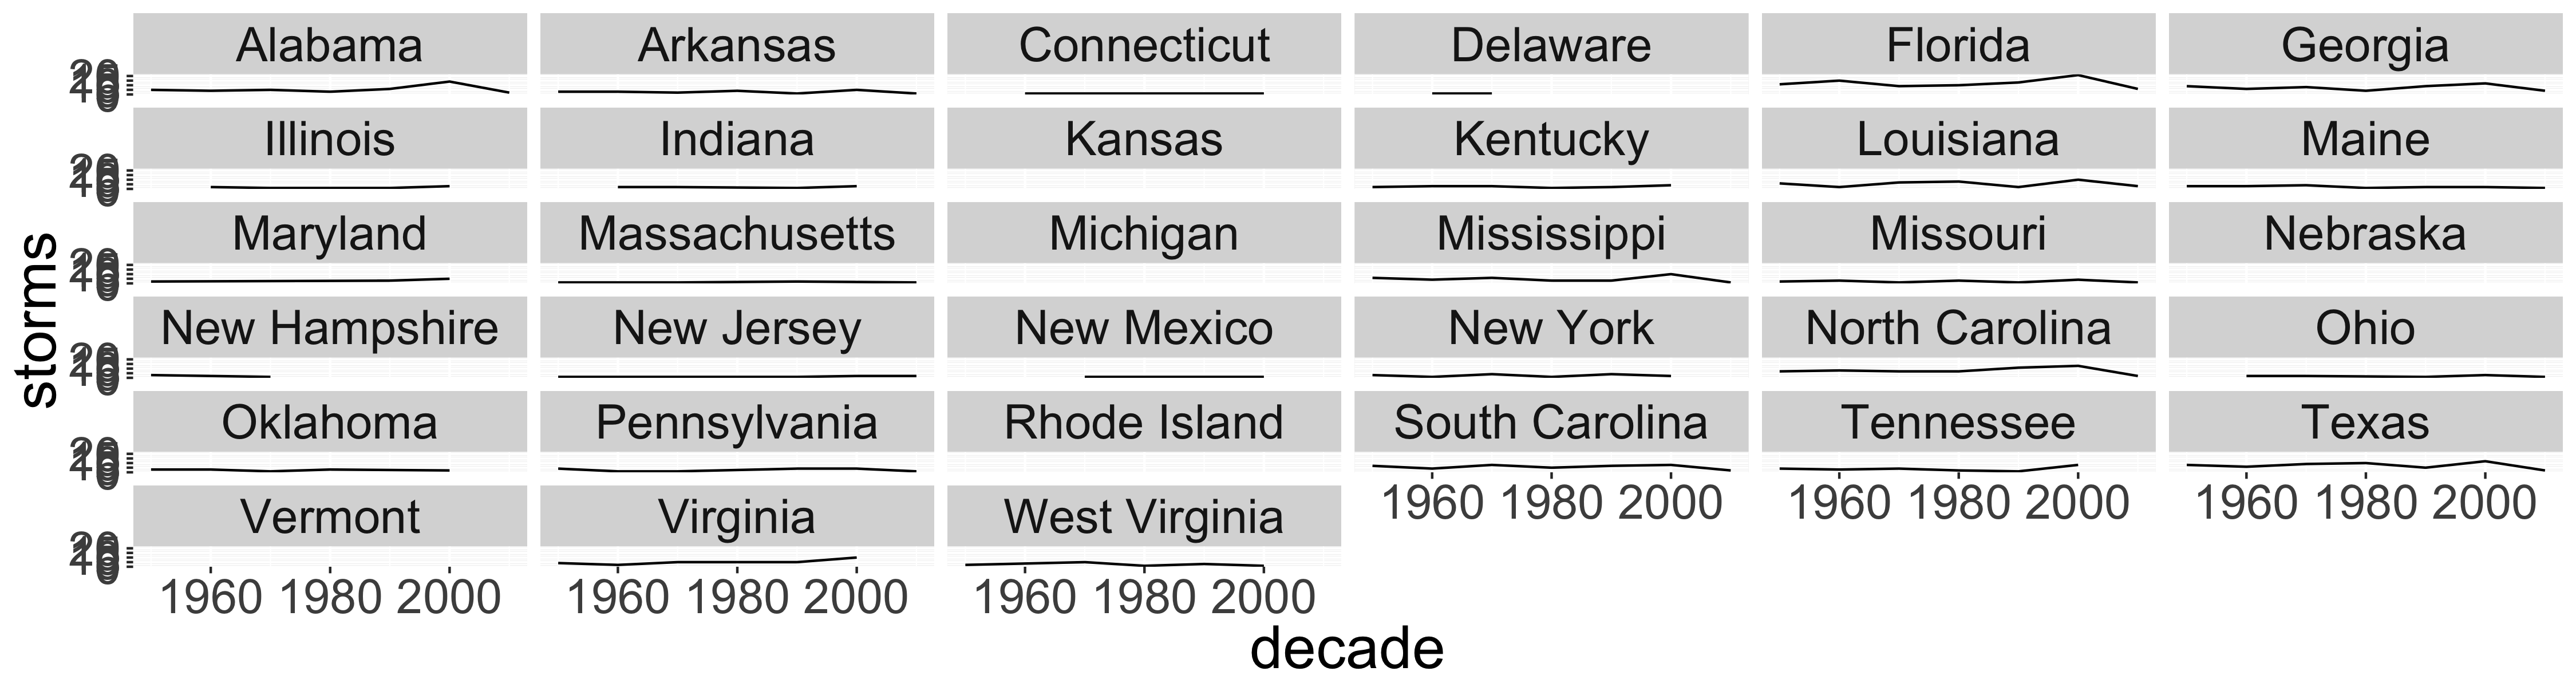 Alabama Arkansas Connecticut Delaware Florida Georgia
Illinois Indiana Kansas Kentucky Louisiana Maine
Maryland Massachusetts Michigan Mississippi Missouri Nebraska
New Hampshire New Jersey New Mexico New York North Carolina Ohio
Oklahoma Pennsylvania Rhode Island South Carolina Tennessee Texas
1960 1980 2000 1960 1980 2000 1960 1980 2000
Vermont Virginia West Virginia
1960 1980 2000 1960 1980 2000 1960 1980 2000
storms
decade